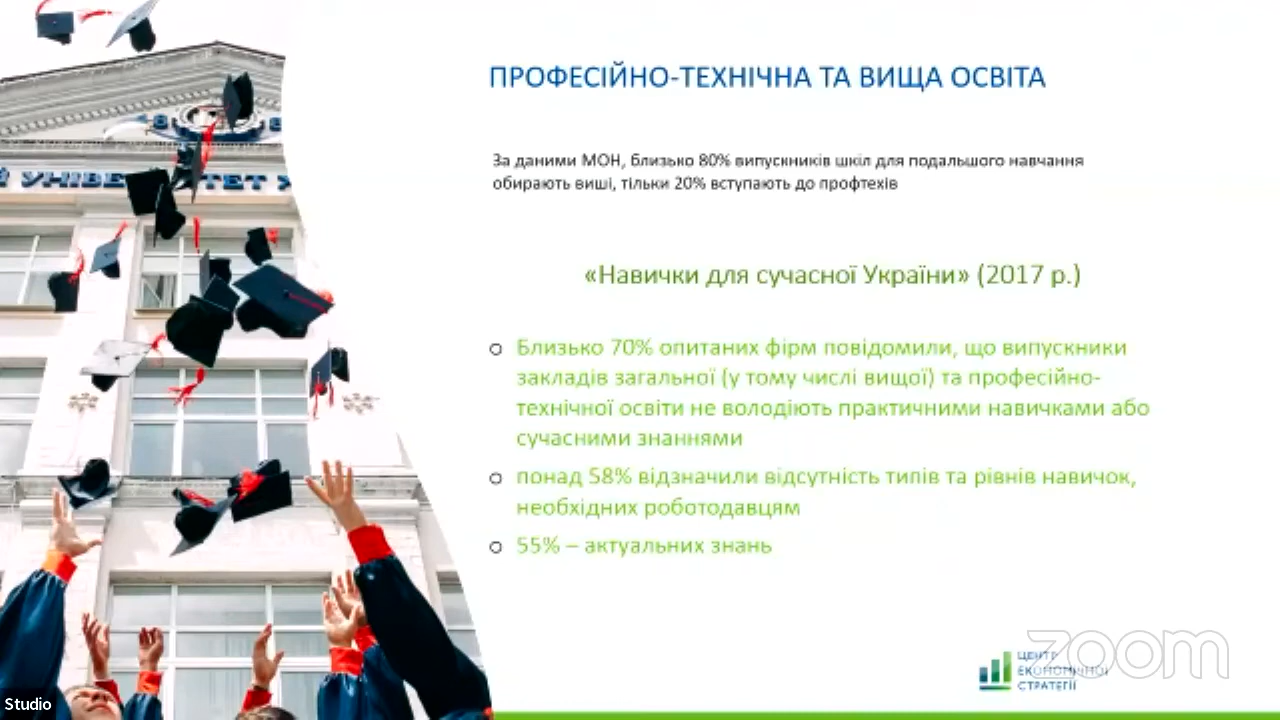 ПРОФЕСІЙНО-ТЕХНІЧНА ТА ВИЩА ОСВІТА
За даними МОН, близько 80% випускників шкіл для подальшого навчання
обирають виші, тільки 20% вступають до профтехів
«Навички для сучасної України» (2017 р.)
Близько 70% опитаних фірм повідомили, що випускники
закладів загальної (у тому числі вищої) та професійно-
технічної освіти не володіють практичними навичками або
сучасними знаннями
понад 58% відзначили відсутність типів та рівнів навичок,
необхідних роботодавцям
55% – актуальних знань
ЦЕНТР
ЕКОНОМІЧНОЇ
СТРАТЕГІЇ
zoom
Studio